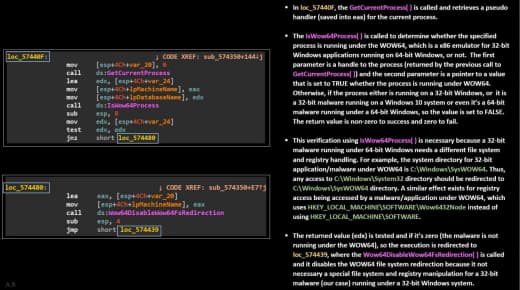 loc_57440F: ; CODE XREF: sub_574350+144↓j
mov [esp+4Ch+var_20], 0
call ds:GetCurrentProcess
lea edx, [esp+4Ch+var_24]
mov [esp+4Ch+lpMachineName], eax
mov [esp+4Ch+lpDatabaseName], edx
call ds:IsWow64Process
sub esp, 8
mov edx, [esp+4Ch+var_24]
test edx, edx
jnz short loc_574480
loc_574480: ; CODE XREF: sub_574350+E7↑j
lea eax, [esp+4Ch+var_20]
mov [esp+4Ch+lpMachineName], eax
call ds:Wow64DisableWow64FsRedirection
sub esp, 4
jmp short loc_574439
▪ In loc_57440F, the GetCurrentProcess( ) is called and retrieves a pseudo
handler (saved into eax) for the current process.
▪ The IsWow64Process( ) is called to determine whether the specified
process is running under the WOW64, which is a x86 emulator for 32-bit
Windows applications running on 64-bit Windows, or not. The first
parameter is a handle to the process (returned by the previous call to
GetCurrentProcess( )) and the second parameter is a pointer to a value
that is set to TRUE whether the process is running under WOW64.
Otherwise, if the process either is running on a 32-bit Windows, or it is
a 32-bit malware running on a Windows 10 system or even it's a 64-bit
malware running under a 64-bit Windows, so the value is set to FALSE.
The return value is non-zero to success and zero to fail.
▪ This verification using IsWow64Process( ) is necessary because a 32-bit
malware running under 64-bit Windows needs a different file system
and registry handling. For example, the system directory for 32-bit
application/malware under WOW64 is C:\Windows\SysWOW64. Thus,
any access to C:\Windows\System32 directory should be redirected to
C:\Windows\SysWOW64 directory. A similar effect exists for registry
access being accessed by a malware/application under WOW64, which
uses HKEY_LOCAL_MACHINE\SOFTWARE\Wow6432Node instead of
using HKEY_LOCAL_MACHINE\SOFTWARE.
▪ The returned value (edx) is tested and if it's zero (the malware is not
running under the WOW64), so the execution is redirected to
loc_574439, where the Wow64DisableWow64FsRedirection( ) is called
and it disables the WOW64 file system redirection because it not
necessary a special file system and registry manipulation for a 32-bit
malware (our case) running under a 32-bit Windows system.